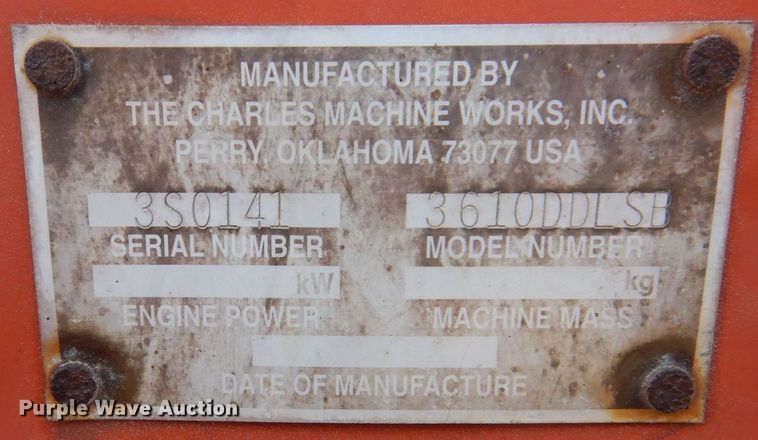 MANUFACTURED BY
THE CHARLES MACHINE WORKS, INC.
PERRY, OKLAHOMA 73077 USA
3S0141 3610DDLSB
SERIAL NUMBER MODEL NUMBER
kW kg
ENGINE POWER MACHINE MASS
DATE OF MANUFACTURE
Purple Wave Auction